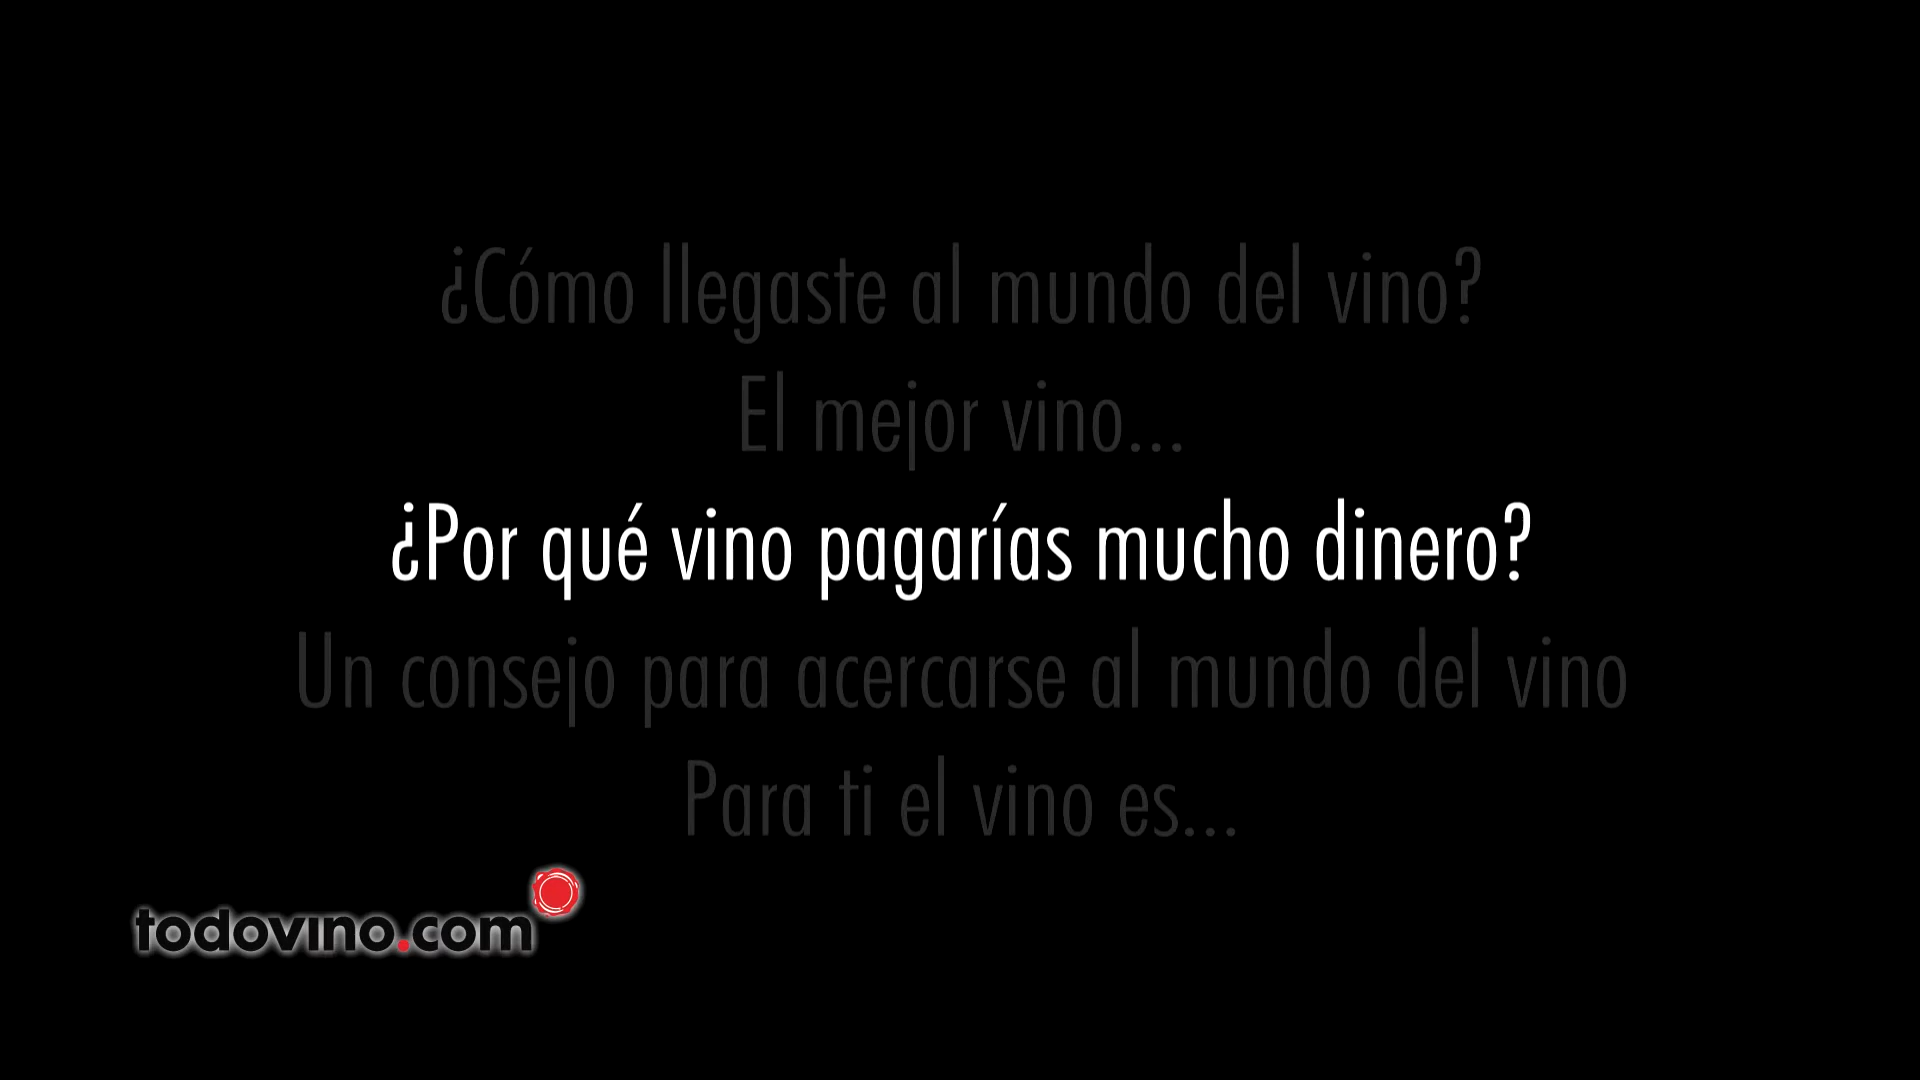 ¿Cómo llegaste al mundo del vino?
El mejor vino...
¿Por qué vino pagarías mucho dinero?
Un consejo para acercarse al mundo del vino
Para ti el vino es...
todovino.com